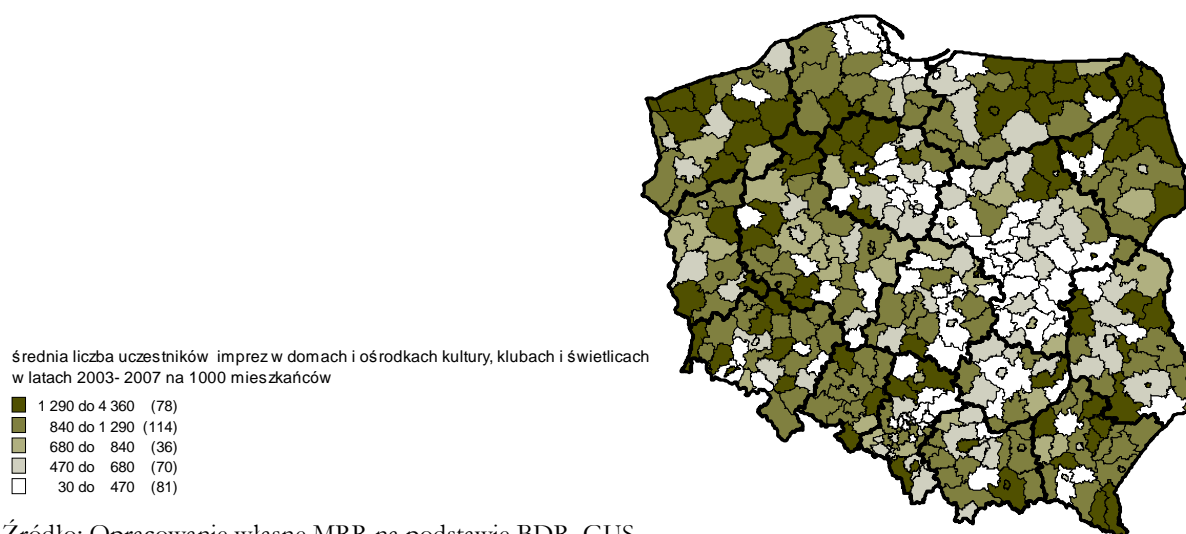 średnia liczba uczestników imprez w domach i ośrodkach kultury, klubach i świetlicach
w latach 2003- 2007 na 1000 mieszkańców
1 290 do 4 360 (78)
840 do 1 290 (114)
680 do 840 (36)
470 do 680 (70)
30 do 470 (81)
Źródło: Opracowanie własne MRR na podstawie BDR, GUS